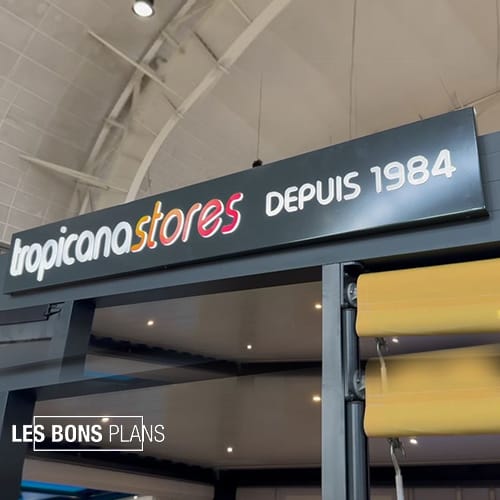 tropicanastores DEPUIS 1984
LES BONS PLANS